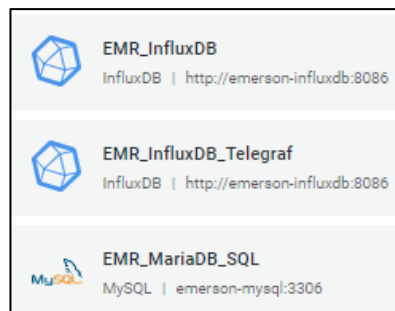 EMR_InfluxDB
InfluxDB | http://emerson-influxdb:8086
EMR_InfluxDB_Telegraf
InfluxDB | http://emerson-influxdb:8086
EMR_MariaDB_SQL
MySQL
MySQL | emerson-mysql:3306